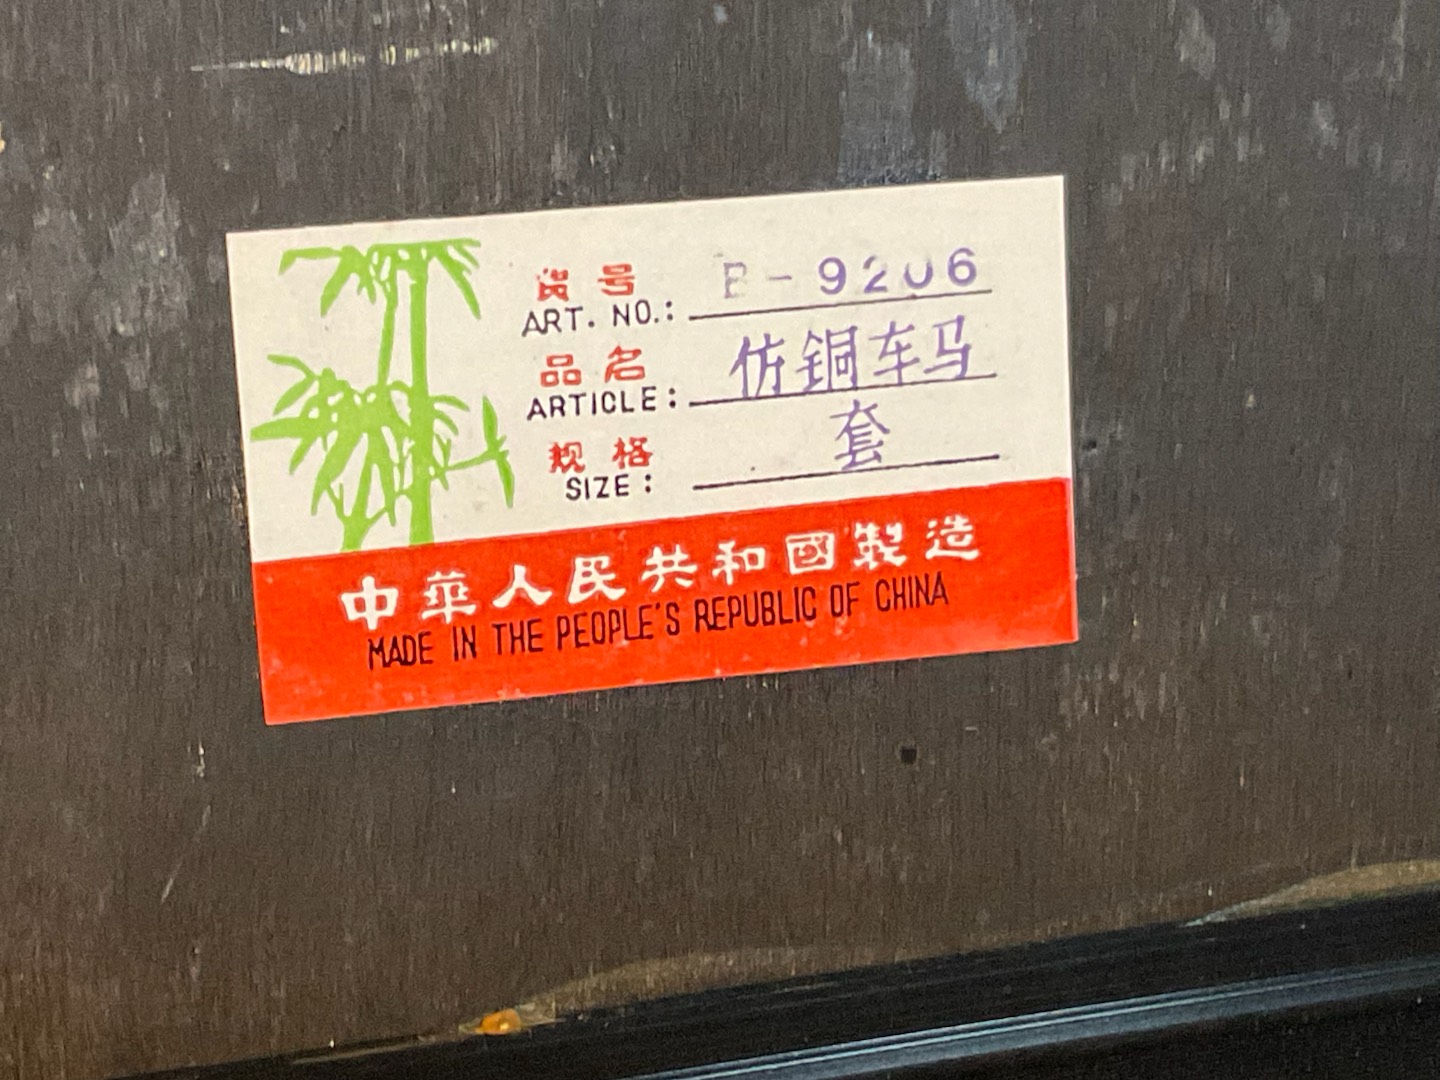 货号
ART. NO.: B-9206
品名
ARTICLE: 仿铜车马
规格
SIZE: 套
中華人民共和國製造
MADE IN THE PEOPLE'S REPUBLIC OF CHINA